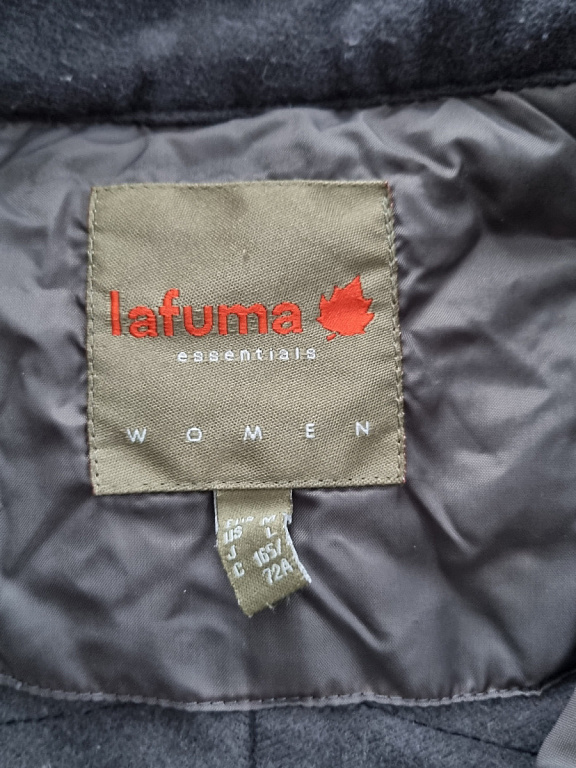 lafuma
essentials
WOMEN
US L
J
C 165/
72A